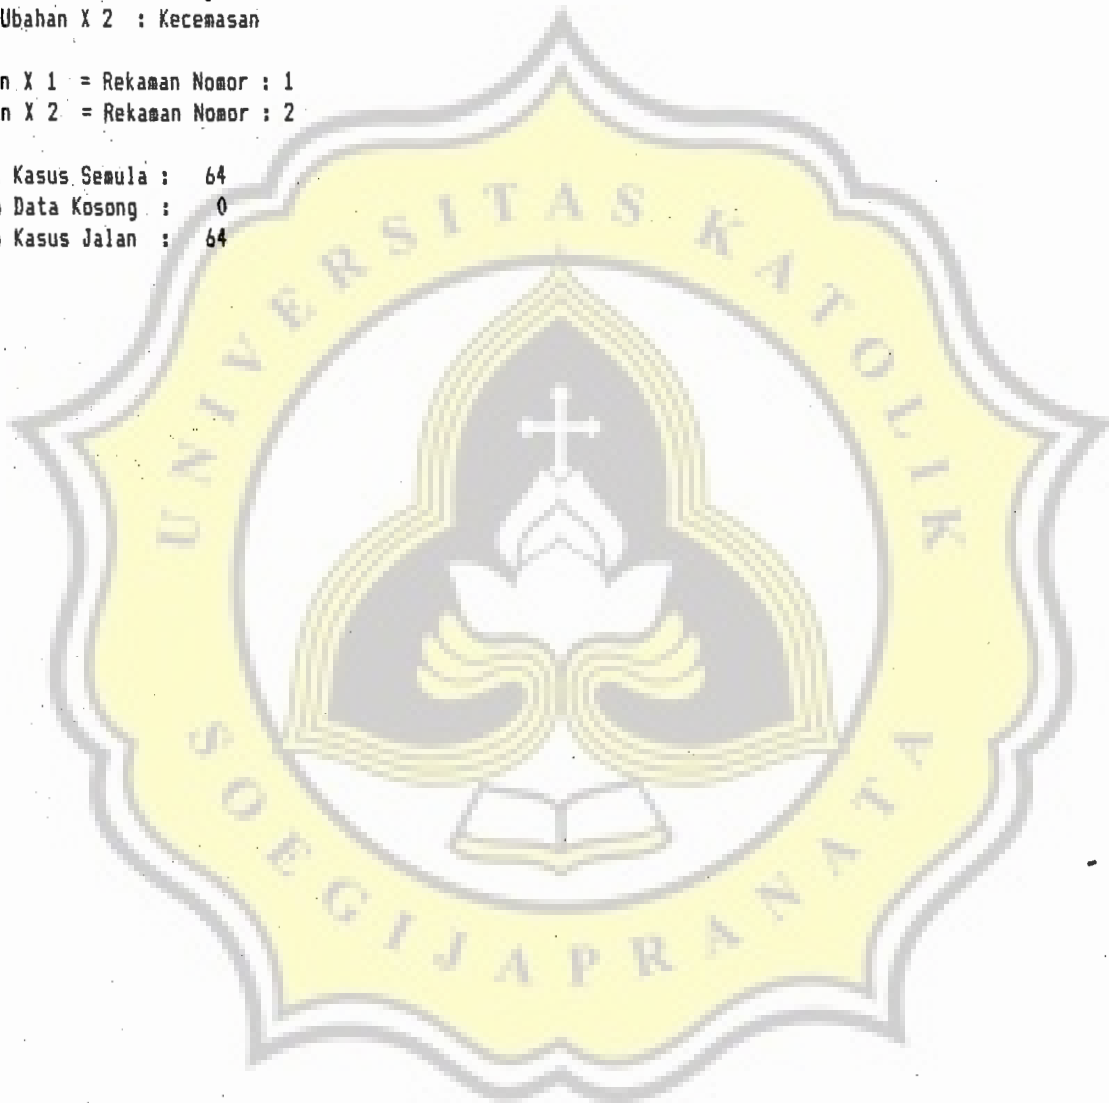 Ubahan X 2 : Kecemasan
n X 1 = Rekaman Nomor : 1
n X 2 = Rekaman Nomor : 2
Kasus Semula : 64
Data Kosong : 0
Kasus Jalan : 64
UNIVERSITAS KATOLIK
SOEGIJAPRANATA